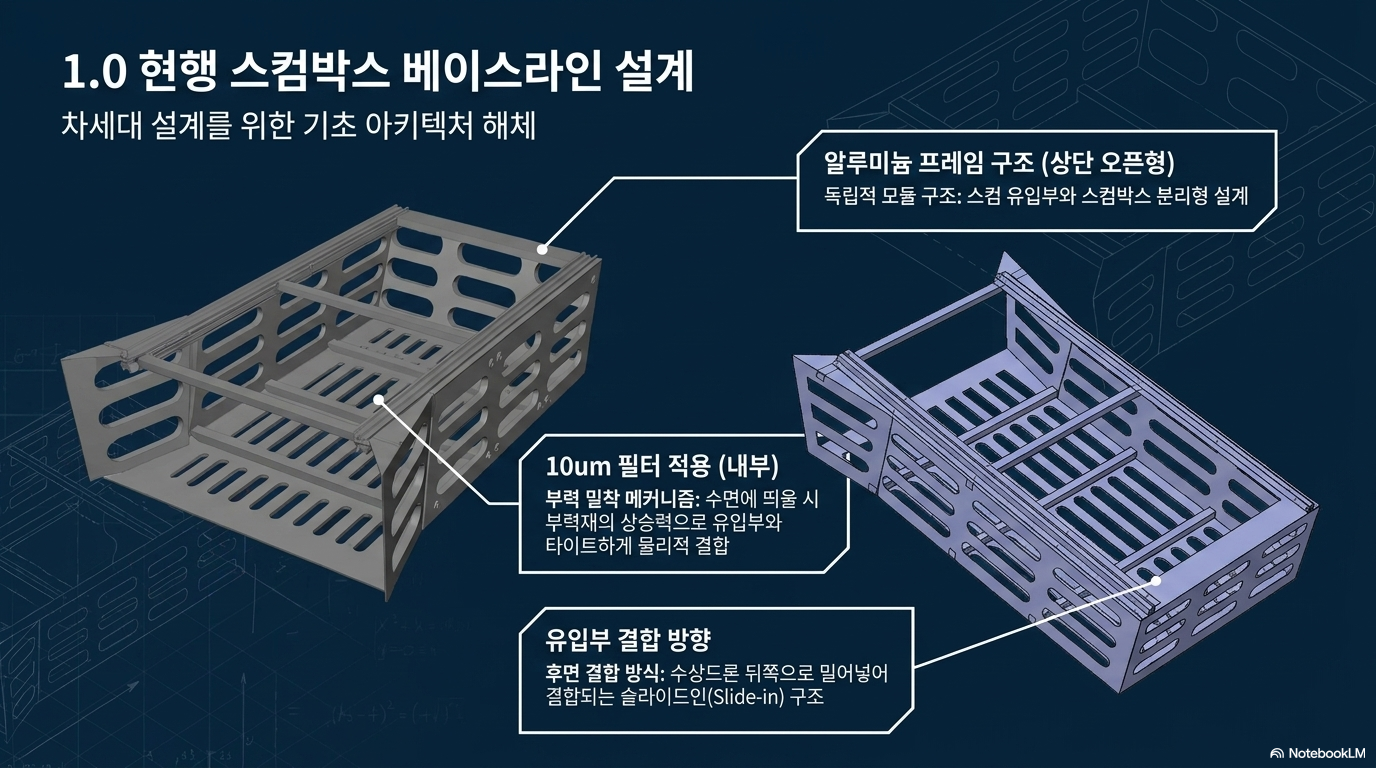 1.0 현행 스컴박스 베이스라인 설계
차세대 설계를 위한 기초 아키텍처 해체
알루미늄 프레임 구조 (상단 오픈형)
독립적 모듈 구조: 스컴 유입부와 스컴박스 분리형 설계
10um 필터 적용 (내부)
부력 밀착 메커니즘: 수면에 띄울 시
부력재의 상승력으로 유입부와
타이트하게 물리적 결합
유입부 결합 방향
후면 결합 방식: 수상드론 뒤쪽으로 밀어넣어
결합되는 슬라이드인(Slide-in) 구조
NotebookLM